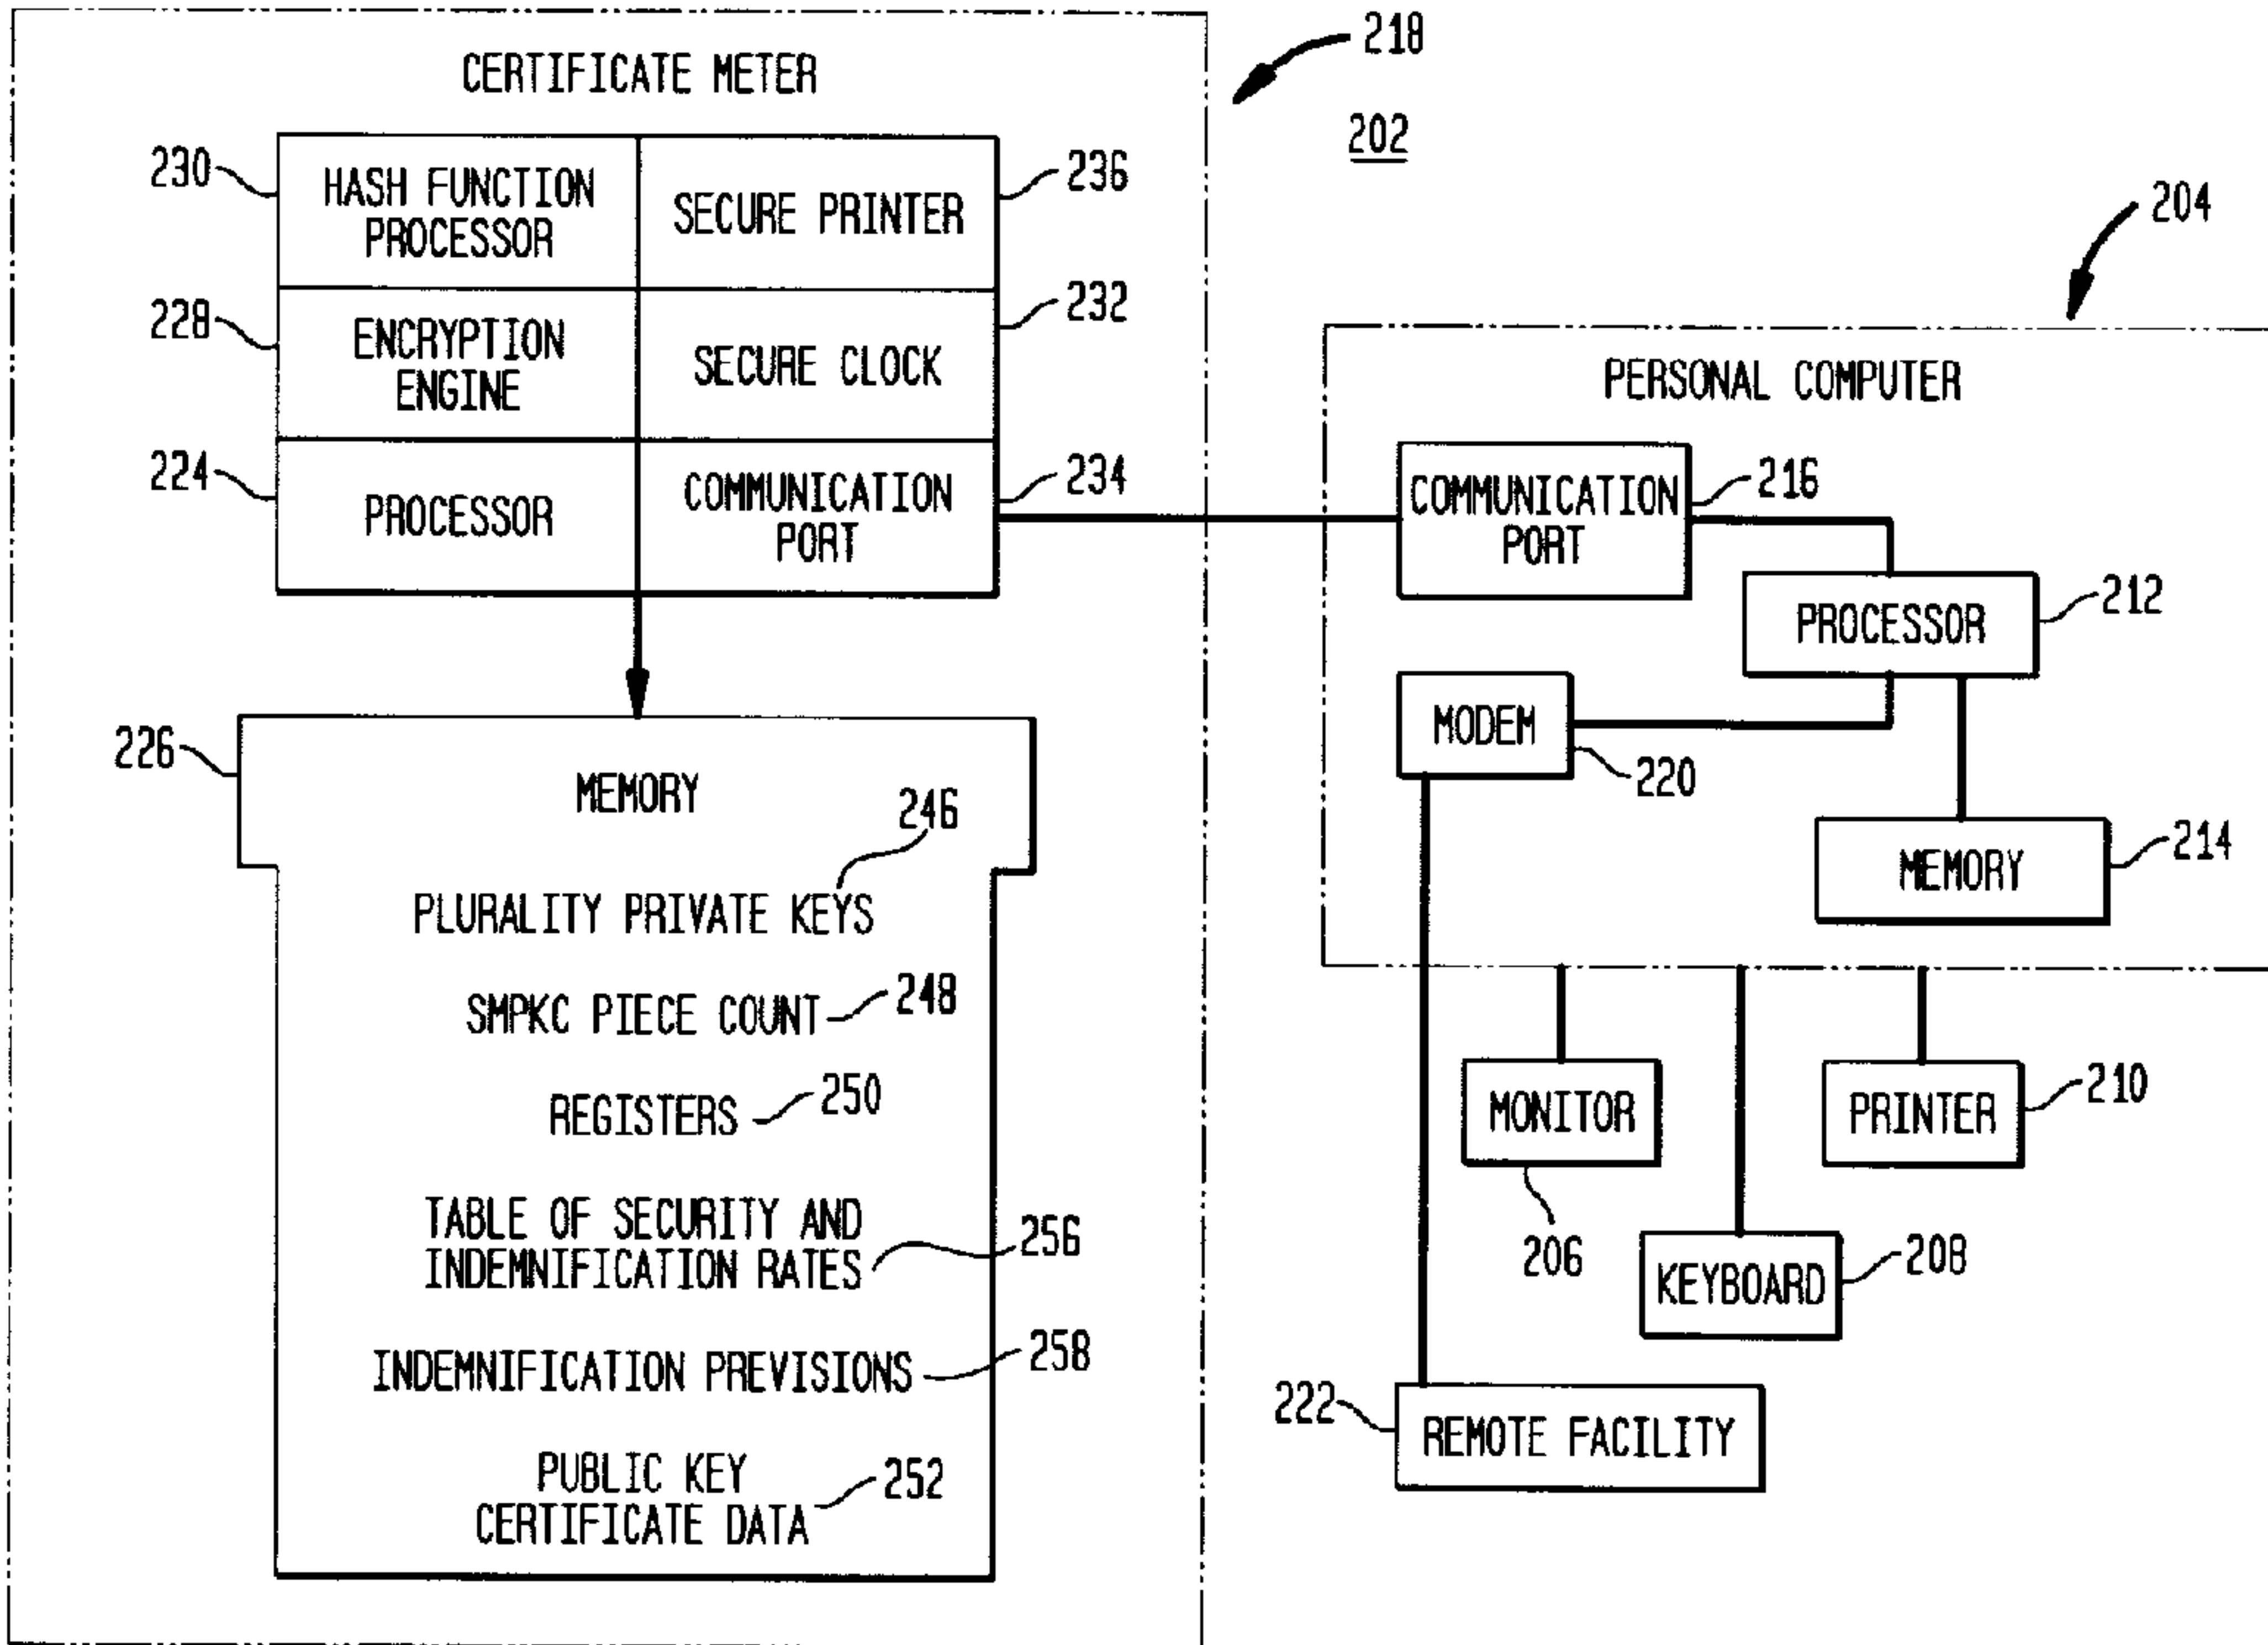 CERTIFICATE METER
218
202
230
HASH FUNCTION
PROCESSOR
SECURE PRINTER
236
228
ENCRYPTION
ENGINE
SECURE CLOCK
232
224
PROCESSOR
COMMUNICATION
PORT
234
226
MEMORY
246
PLURALITY PRIVATE KEYS
SMPKC PIECE COUNT
248
REGISTERS
250
TABLE OF SECURITY AND
INDEMNIFICATION RATES
256
INDEMNIFICATION PREVISIONS
258
PUBLIC KEY
CERTIFICATE DATA
252
204
PERSONAL COMPUTER
COMMUNICATION
PORT
216
PROCESSOR
212
MODEM
220
MEMORY
214
MONITOR
206
KEYBOARD
208
PRINTER
210
222
REMOTE FACILITY